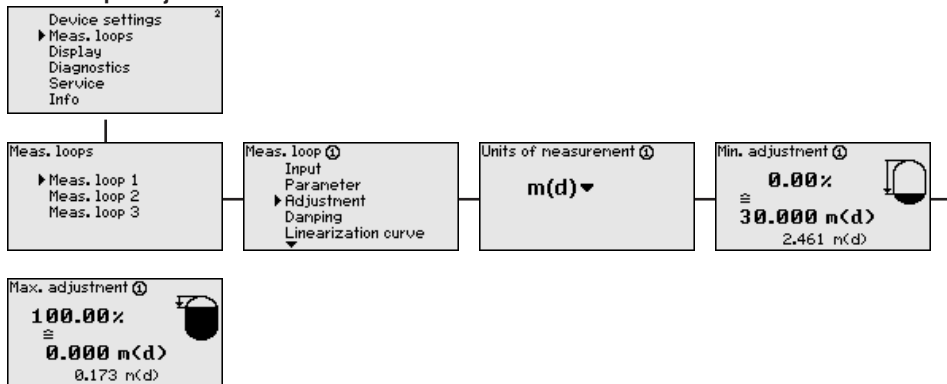 Device settings
2
▶Meas. loops
Display
Diagnostics
Service
Info
Meas. loops
▶Meas. loop 1
Meas. loop 2
Meas. loop 3
Meas. loop ①
Input
Parameter
▶Adjustment
Damping
Linearization curve
▼
Units of measurement ①
m(d)▼
Min. adjustment ①
0.00%
≙
30.000 m(d)
2.461 m(d)
Max. adjustment ①
100.00%
≙
0.000 m(d)
0.173 m(d)